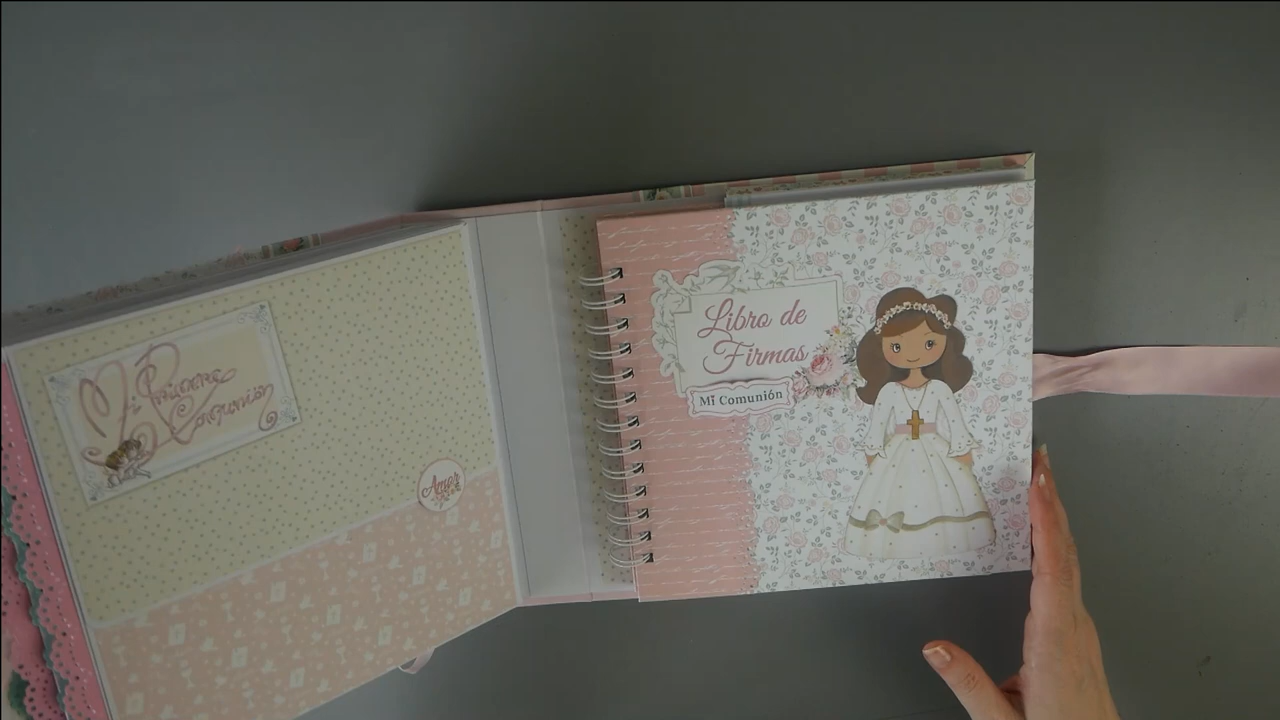 Mi Primera
Comunión
Amor
Libro de
Firmas
Mi Comunión